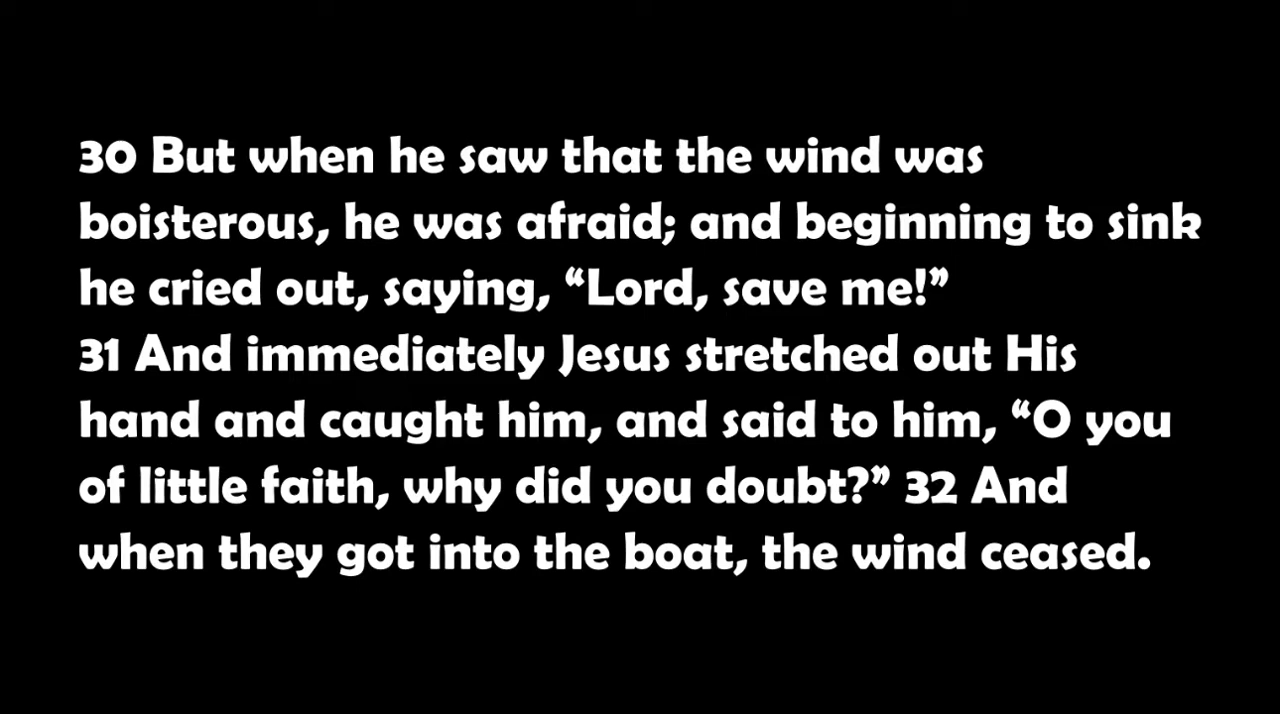 30 But when he saw that the wind was
boisterous, he was afraid; and beginning to sink
he cried out, saying, “Lord, save me!”
31 And immediately Jesus stretched out His
hand and caught him, and said to him, “O you
of little faith, why did you doubt?” 32 And
when they got into the boat, the wind ceased.